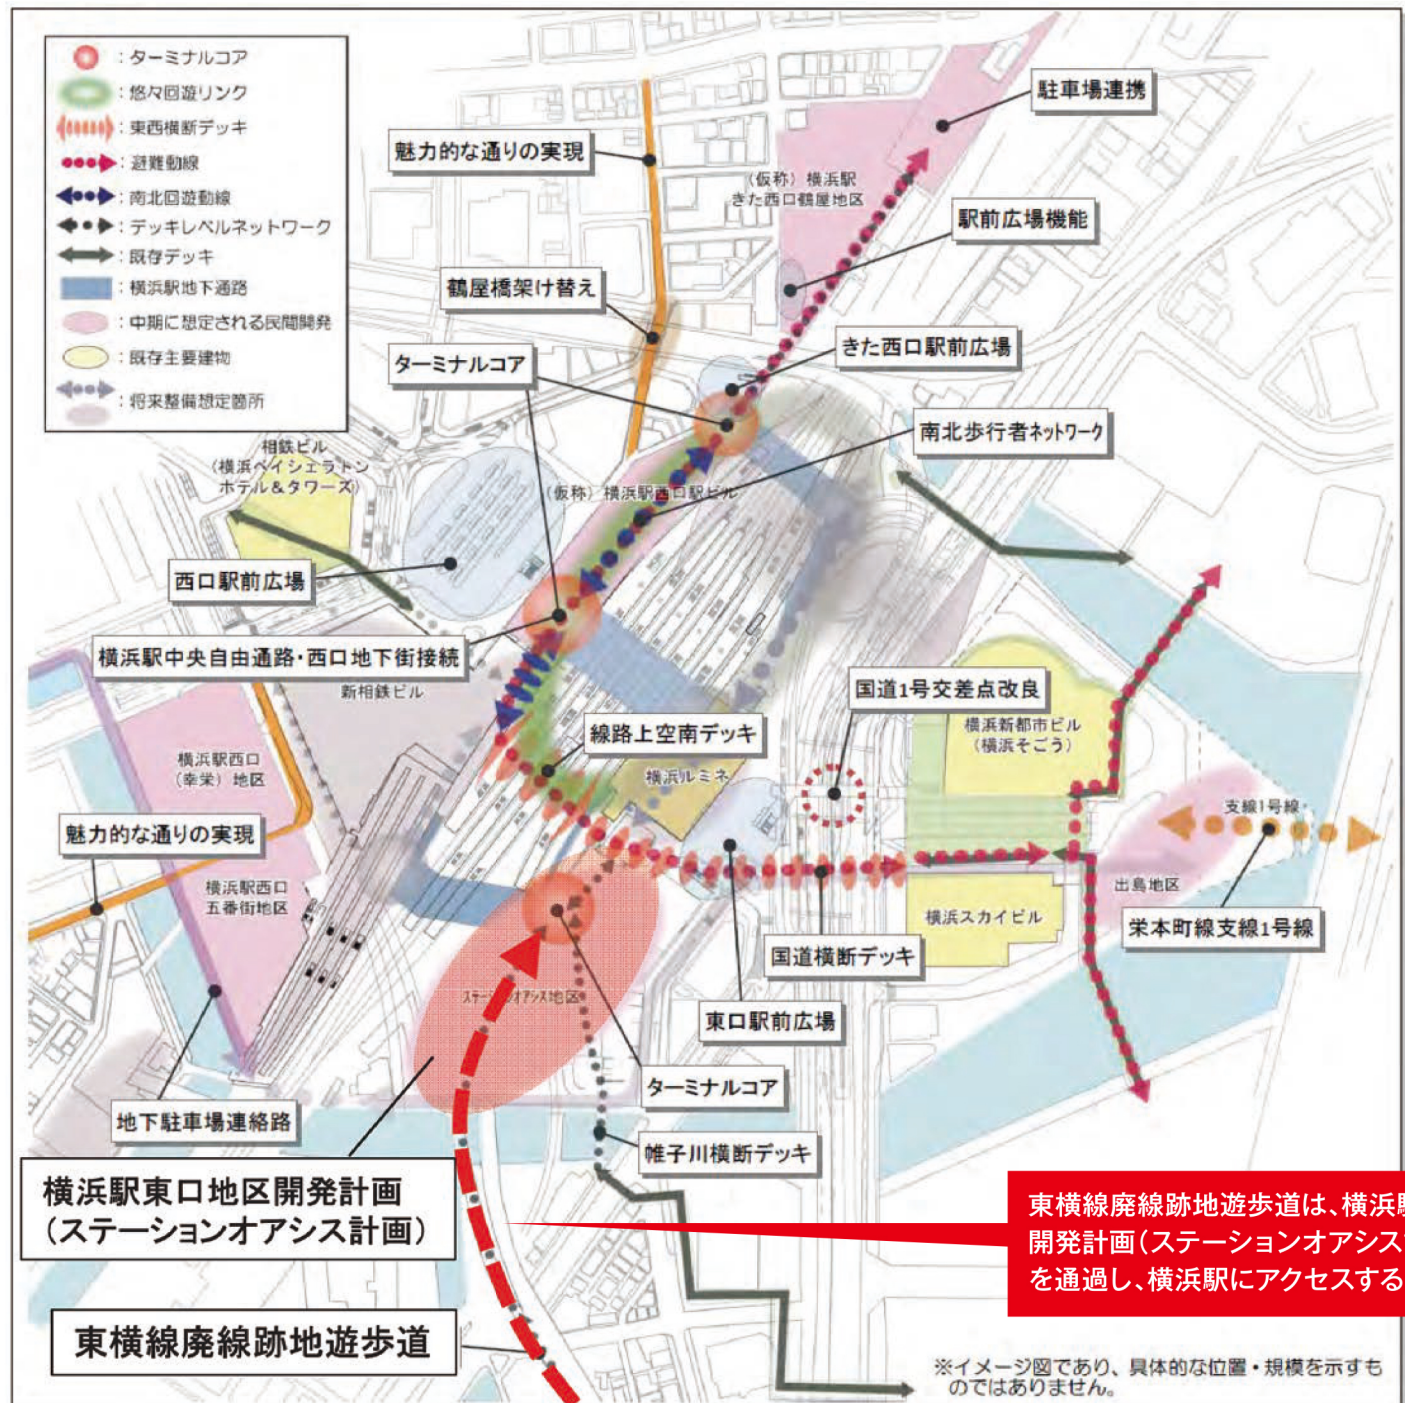 ：ターミナルコア
：悠々回遊リンク
：東西横断デッキ
：避難動線
：南北回遊動線
：デッキレベルネットワーク
：既存デッキ
：横浜駅地下通路
：中期に想定される民間開発
：既存主要建物
：将来整備想定箇所
駐車場連携
魅力的な通りの実現
（仮称）横浜駅
きた西口鶴屋地区
駅前広場機能
鶴屋橋架け替え
きた西口駅前広場
ターミナルコア
南北歩行者ネットワーク
相鉄ビル
（横浜ベイシェラトン
ホテル＆タワーズ）
（仮称）横浜駅西口駅ビル
西口駅前広場
横浜駅中央自由通路・西口地下街接続
新相鉄ビル
国道1号交差点改良
横浜新都市ビル
（横浜そごう）
線路上空南デッキ
横浜ルミネ
横浜駅西口
（幸栄）地区
支線1号線
魅力的な通りの実現
横浜駅西口
五番街地区
出島地区
横浜スカイビル
栄本町線支線1号線
国道横断デッキ
ステーションオアシス地区
東口駅前広場
ターミナルコア
地下駐車場連絡路
帷子川横断デッキ
横浜駅東口地区開発計画
（ステーションオアシス計画）
東横線廃線跡地遊歩道は、横浜駅
開発計画（ステーションオアシス
を通過し、横浜駅にアクセスする
東横線廃線跡地遊歩道
※イメージ図であり、具体的な位置・規模を示すも
のではありません。